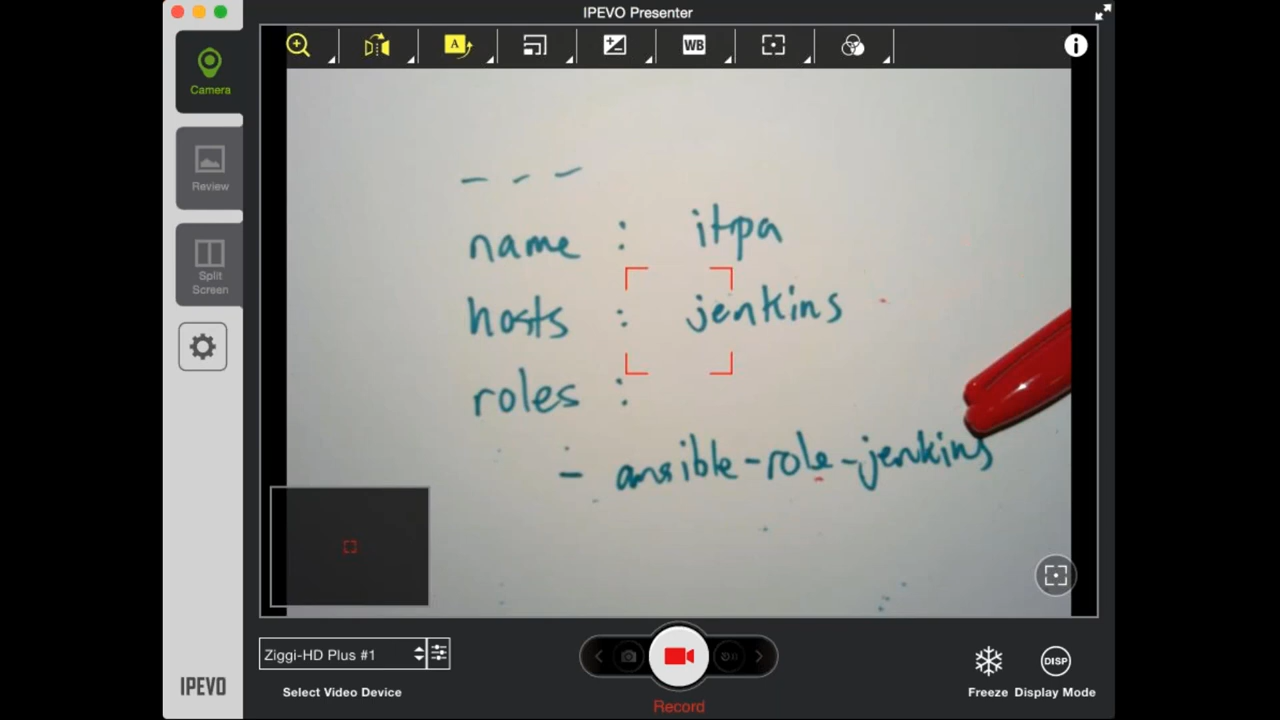 IPEVO Presenter
A
WB
i
Camera
Review
Split
Screen
- - -
name : itpa
hosts : jenkins
roles :
- ansible-role-jenkins
Ziggi-HD Plus #1
Select Video Device
IPEVO
Record
DISP
Freeze
Display Mode